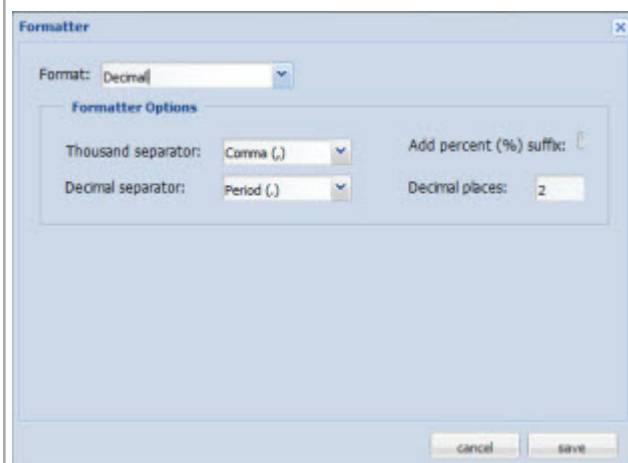 Formatter
Format: Decimal
Formatter Options
Thousand separator: Comma (,) Add percent (%) suffix:
Decimal separator: Period (.) Decimal places: 2
cancel save